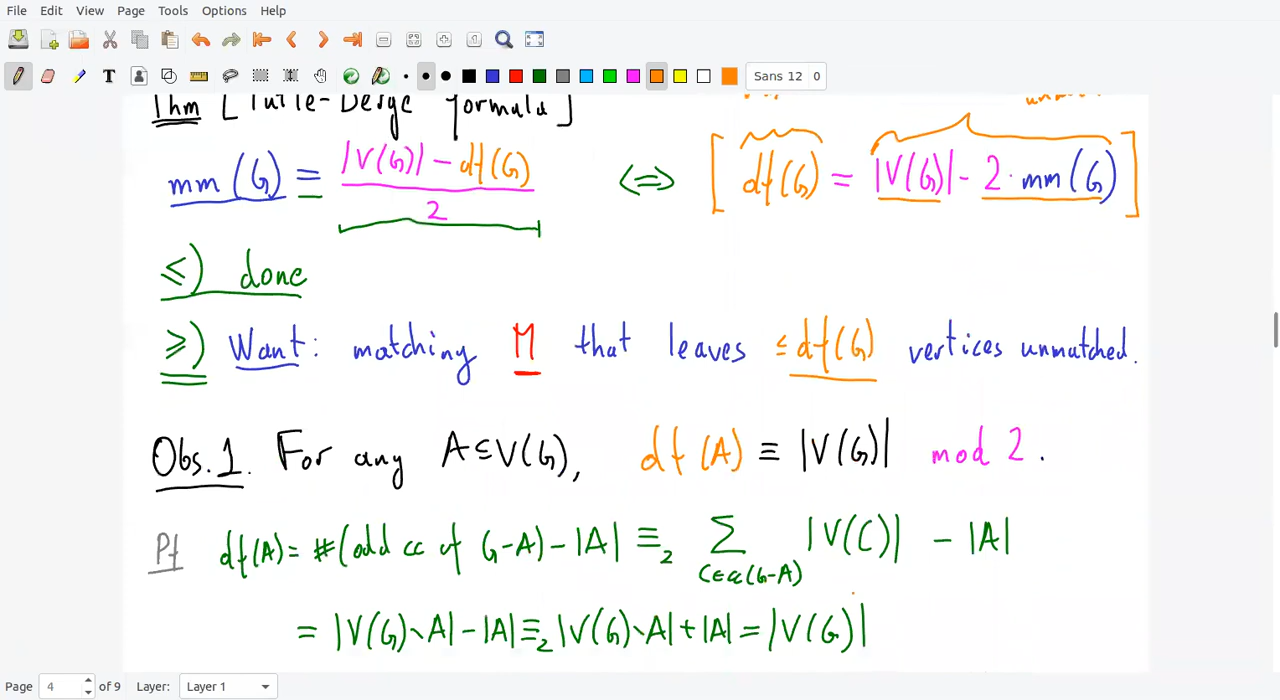 File Edit View Page Tools Options Help
Sans 12 0
Thm [Tutte-Berge formula]
mm(G) = |V(G)| - df(G) / 2 <=> [df(G) = |V(G)| - 2·mm(G)]
≤) done
≥) Want: matching M that leaves ≤ df(G) vertices unmatched.
Obs.1. For any A⊆V(G), df(A) ≡ |V(G)| mod 2.
Pf df(A) = #(odd cc of G-A) - |A| ≡₂ Σ C∈cc(G-A) |V(C)| - |A|
= |V(G)∖A| - |A| ≡₂ |V(G)∖A| + |A| = |V(G)|
Page 4 of 9 Layer: Layer 1